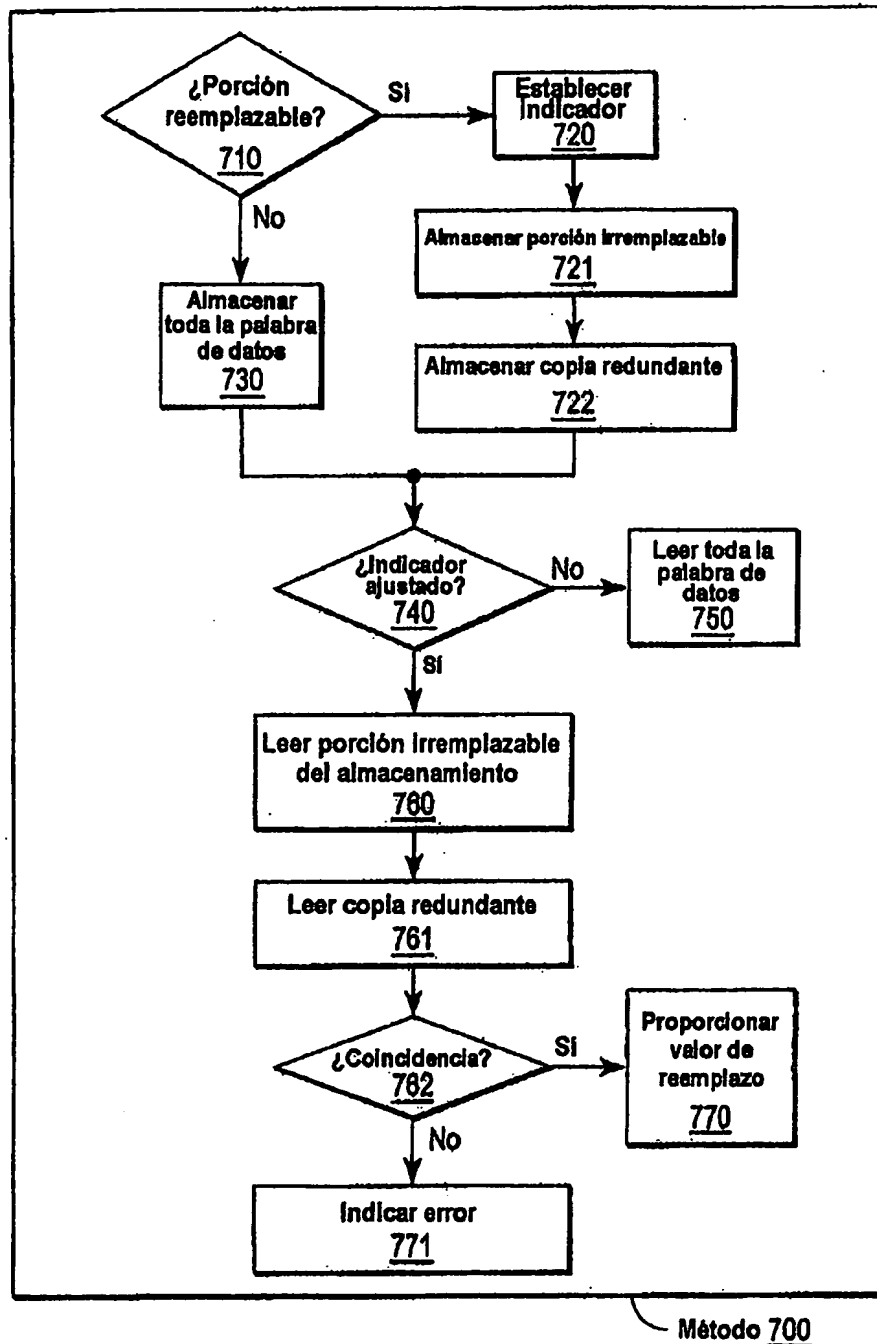 ¿Porción
reemplazable?
710
Sí
No
Establecer
indicador
720
Almacenar porción irremplazable
721
Almacenar copia redundante
722
Almacenar
toda la palabra
de datos
730
¿Indicador
ajustado?
740
No
Sí
Leer toda la
palabra de
datos
750
Leer porción irremplazable
del almacenamiento
760
Leer copia redundante
761
¿Coincidencia?
762
Sí
No
Proporcionar
valor de
reemplazo
770
Indicar error
771
Método 700